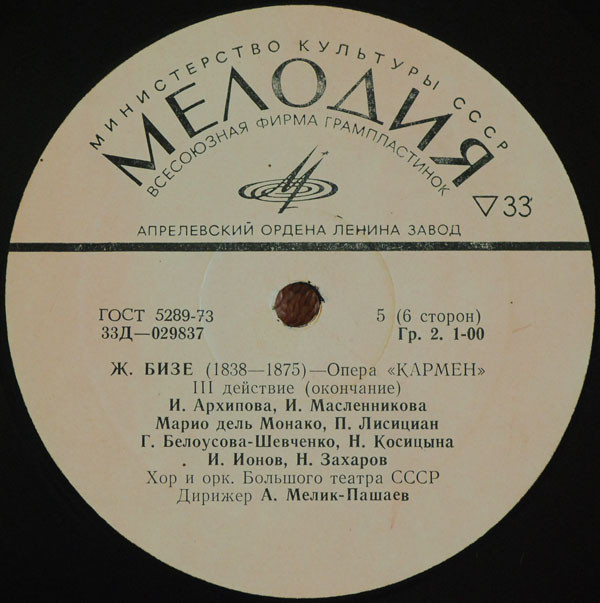 МИНИСТЕРСТВО КУЛЬТУРЫ СССР
МЕЛОДИЯ
ВСЕСОЮЗНАЯ ФИРМА ГРАМПЛАСТИНОК
▽33
АПРЕЛЕВСКИЙ ОРДЕНА ЛЕНИНА ЗАВОД
ГОСТ 5289-73
5 (6 сторон)
33Д—029837
Гр. 2. 1-00
Ж. БИЗЕ (1838—1875)—Опера «КАРМЕН»
III действие (окончание)
И. Архипова, И. Масленникова
Марио дель Монако, П. Лисициан
Г. Белоусова-Шевченко, Н. Косицына
И. Ионов, Н. Захаров
Хор и орк. Большого театра СССР
Дирижер А. Мелик-Пашаев